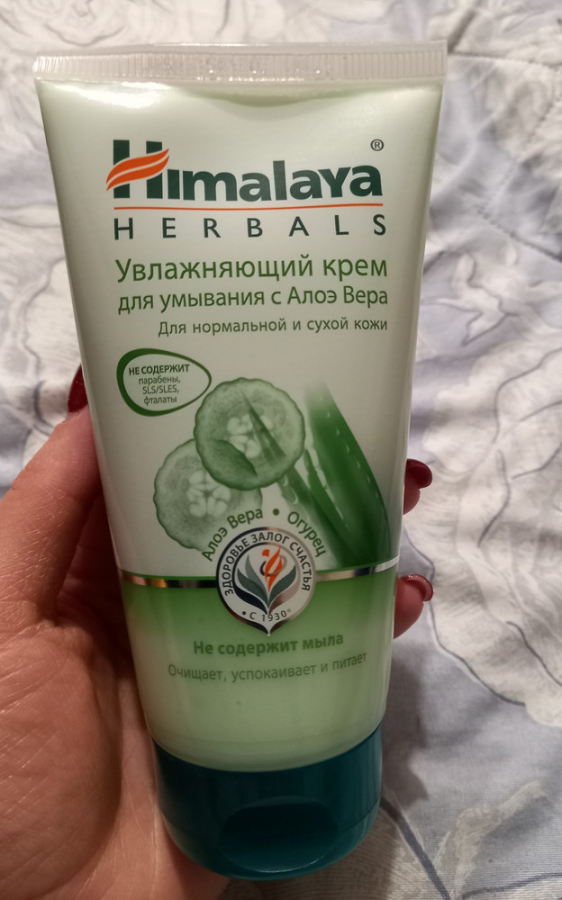 Himalaya®
HERBALS
Увлажняющий крем
для умывания с Алоэ Вера
Для нормальной и сухой кожи
НЕ СОДЕРЖИТ
парабены,
SLS/SLES,
фталаты
Алоэ Вера • Огурец
ЗДОРОВЬЕ ЗАЛОГ СЧАСТЬЯ
• С 1930 •
Не содержит мыла
Очищает, успокаивает и питает